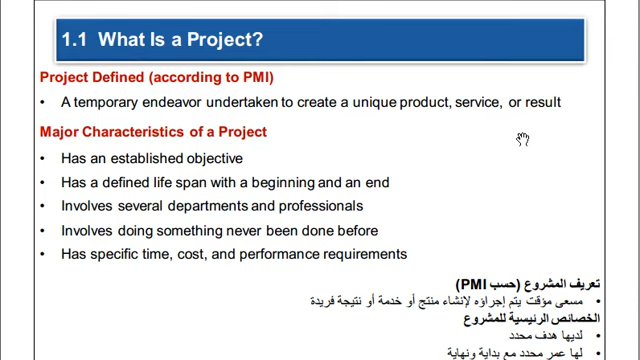 1.1 What Is a Project?
Project Defined (according to PMI)
• A temporary endeavor undertaken to create a unique product, service, or result
Major Characteristics of a Project
• Has an established objective
• Has a defined life span with a beginning and an end
• Involves several departments and professionals
• Involves doing something never been done before
• Has specific time, cost, and performance requirements
تعريف المشروع (حسب PMI)
• مسعى مؤقت يتم إجراؤه لإنشاء منتج أو خدمة أو نتيجة فريدة
الخصائص الرئيسية للمشروع
• لديها هدف محدد
• لها عمر محدد مع بداية ونهاية